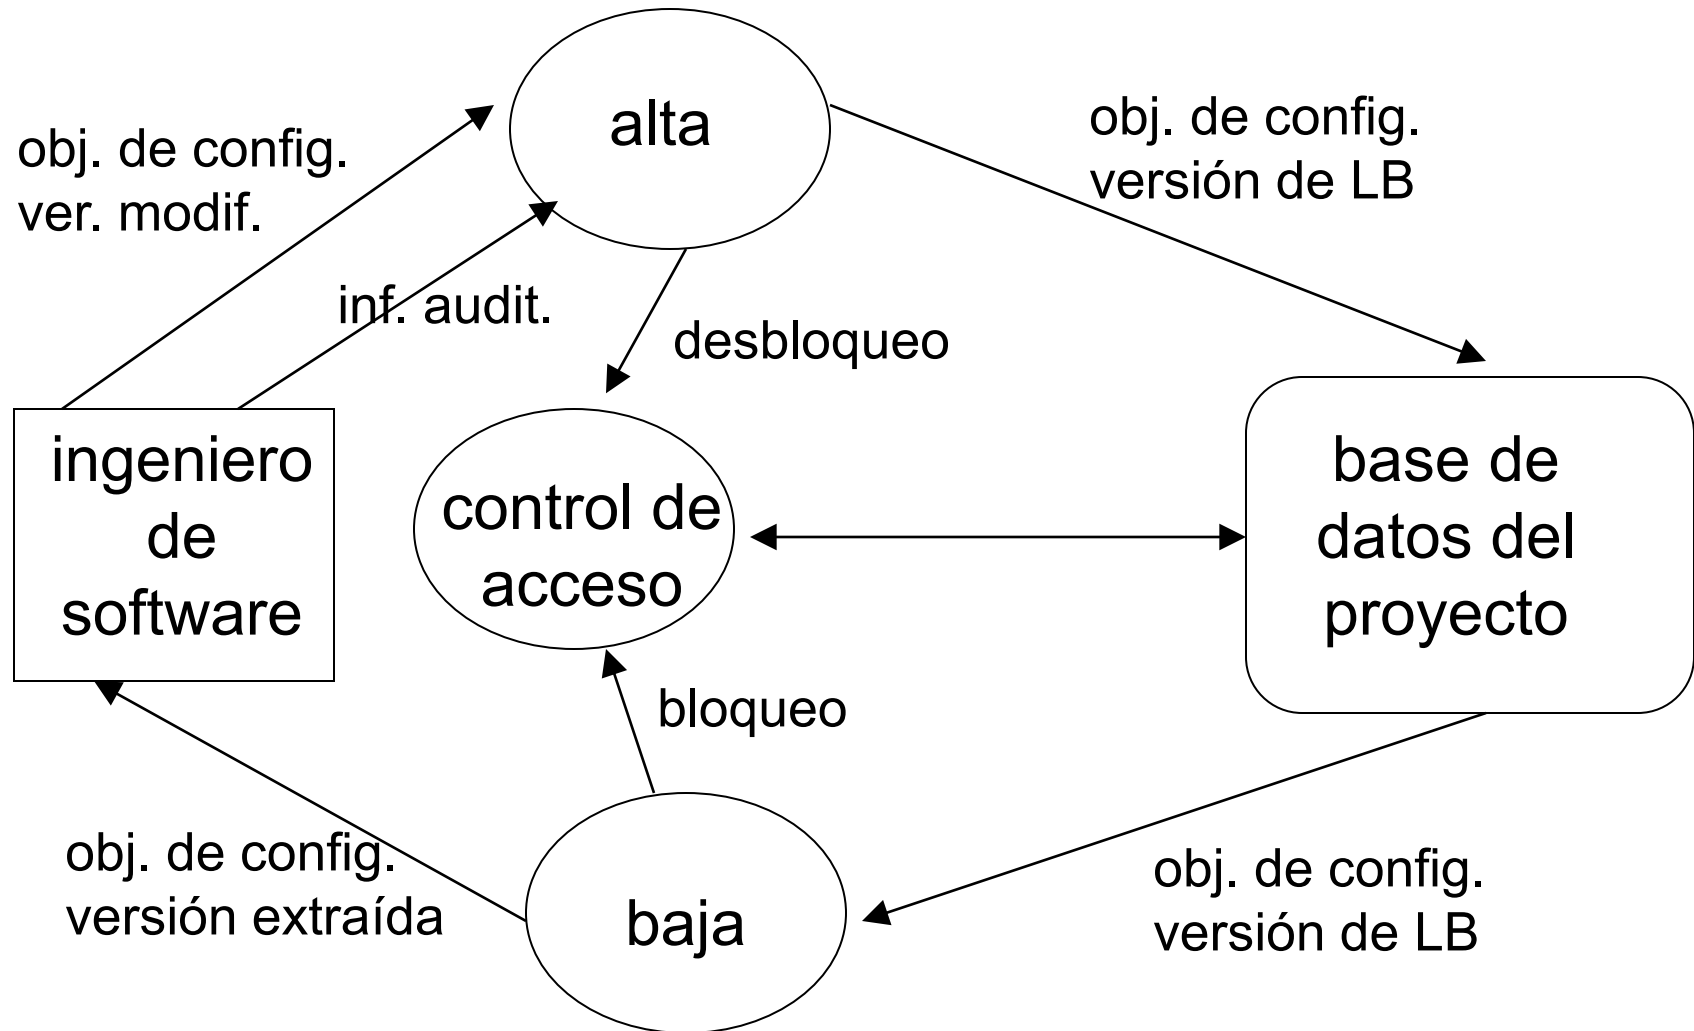 alta
obj. de config.
versión de LB
obj. de config.
ver. modif.
inf. audit.
desbloqueo
ingeniero
de
software
control de
acceso
base de
datos del
proyecto
bloqueo
obj. de config.
versión extraída
baja
obj. de config.
versión de LB